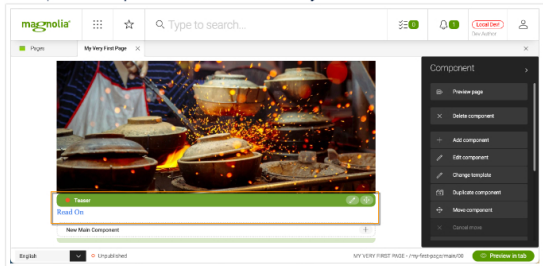 magnolia
Type to search...
0
1
Local Dev
Dev Author
Pages
My Very First Page
Component
Preview page
Delete component
Add component
Edit component
Change template
Duplicate component
Move component
Cancel move
Teaser
Read On
New Main Component
English
Unpublished
MY VERY FIRST PAGE - /my-first-page/main/08
Preview in tab